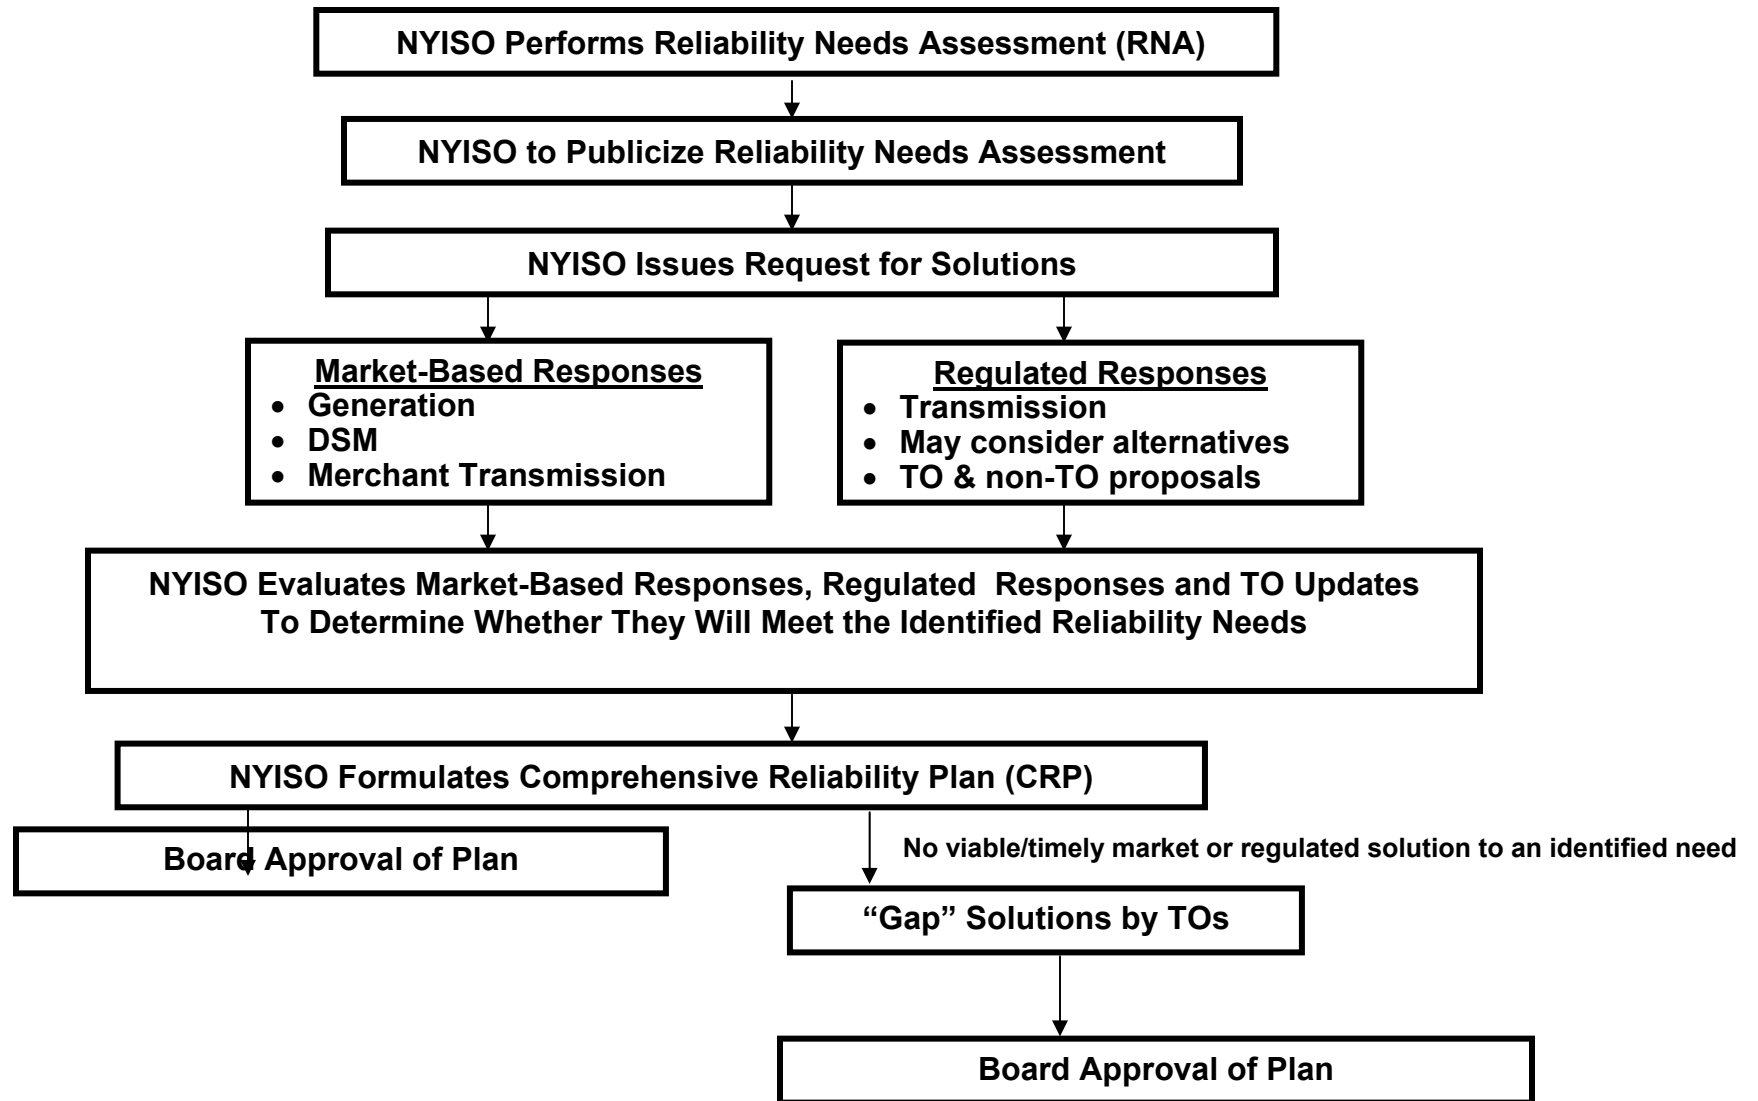 NYISO Performs Reliability Needs Assessment (RNA)
NYISO to Publicize Reliability Needs Assessment
NYISO Issues Request for Solutions
Market-Based Responses
• Generation
• DSM
• Merchant Transmission
Regulated Responses
• Transmission
• May consider alternatives
• TO & non-TO proposals
NYISO Evaluates Market-Based Responses, Regulated  Responses and TO Updates
To Determine Whether They Will Meet the Identified Reliability Needs
NYISO Formulates Comprehensive Reliability Plan (CRP)
Board Approval of Plan
No viable/timely market or regulated solution to an identified need
“Gap” Solutions by TOs
Board Approval of Plan